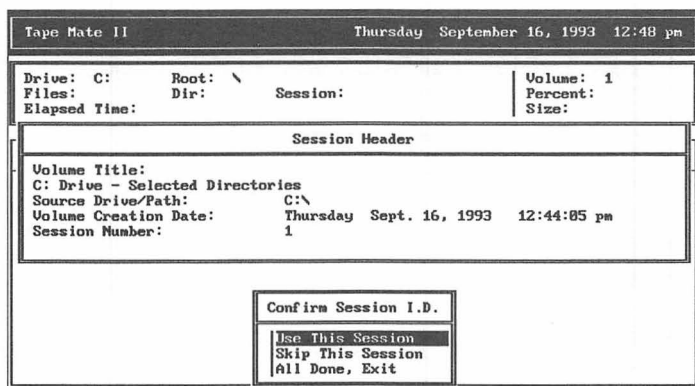 Tape Mate II Thursday September 16, 1993 12:48 pm
Drive: C: Root: \ Volume: 1
Files: Dir: Session: Percent:
Elapsed Time: Size:
Session Header
Volume Title:
C: Drive - Selected Directories
Source Drive/Path: C:\
Volume Creation Date: Thursday Sept. 16, 1993 12:44:05 pm
Session Number: 1
Confirm Session I.D.
Use This Session
Skip This Session
All Done, Exit